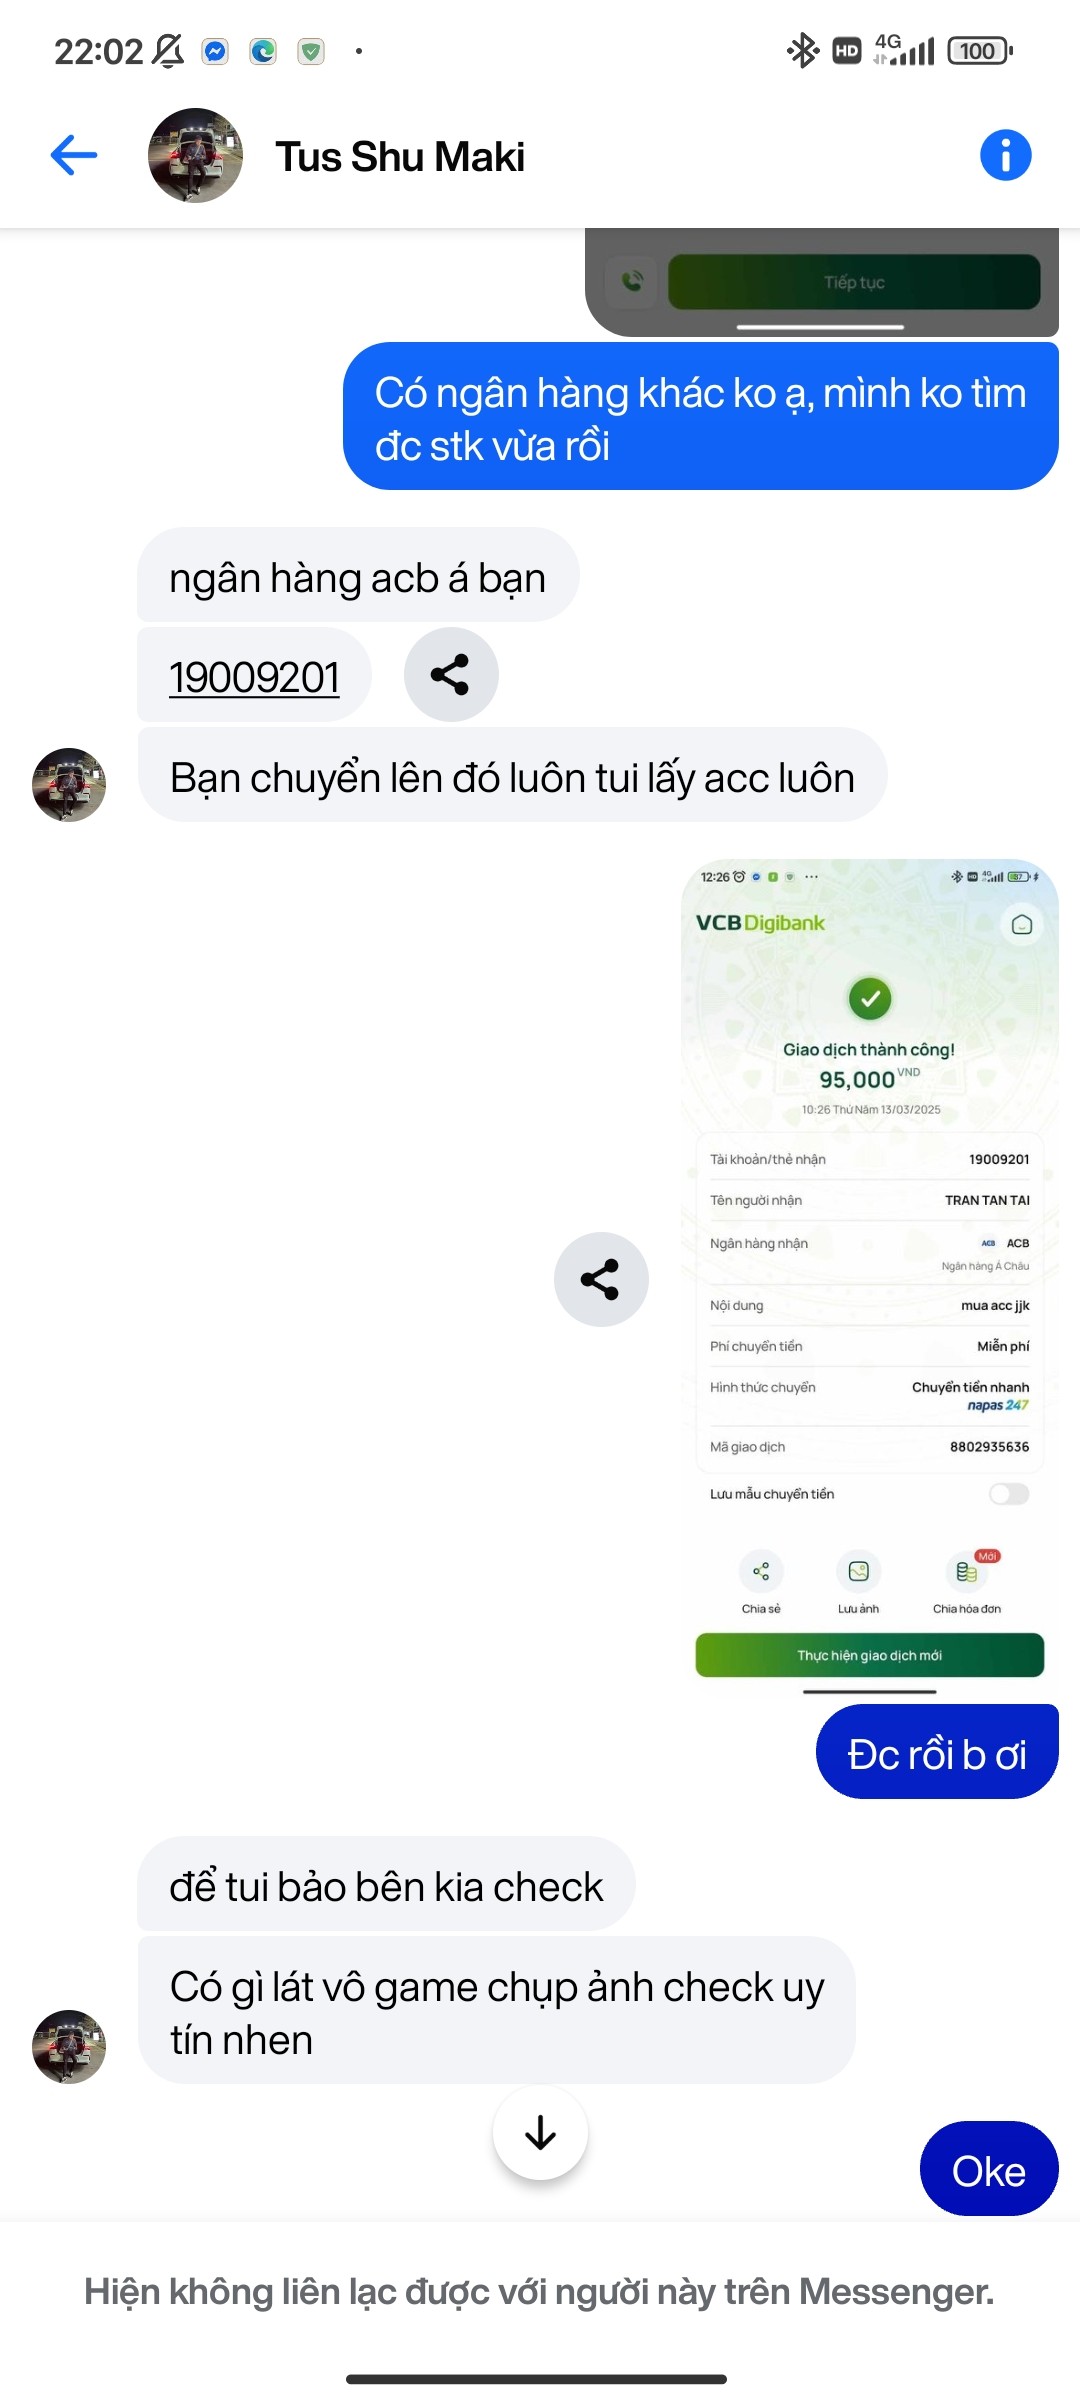 22:02
HD
4G
100
Tus Shu Maki
Tiếp tục
Có ngân hàng khác ko ạ, mình ko tìm
đc stk vừa rồi
ngân hàng acb á bạn
19009201
Bạn chuyển lên đó luôn tui lấy acc luôn
12:26
4G
87
VCB Digibank
Giao dịch thành công!
95,000 VND
10:26 Thứ Năm 13/03/2025
Tài khoản/thẻ nhận 19009201
Tên người nhận TRAN TAN TAI
Ngân hàng nhận ACB ACB
Ngân hàng Á Châu
Nội dung mua acc jjk
Phí chuyển tiền Miễn phí
Hình thức chuyển Chuyển tiền nhanh
napas 247
Mã giao dịch 8802935636
Lưu mẫu chuyển tiền
Mới
Chia sẻ Lưu ảnh Chia hóa đơn
Thực hiện giao dịch mới
Đc rồi b ơi
để tui bảo bên kia check
Có gì lát vô game chụp ảnh check uy
tín nhen
Oke
Hiện không liên lạc được với người này trên Messenger.